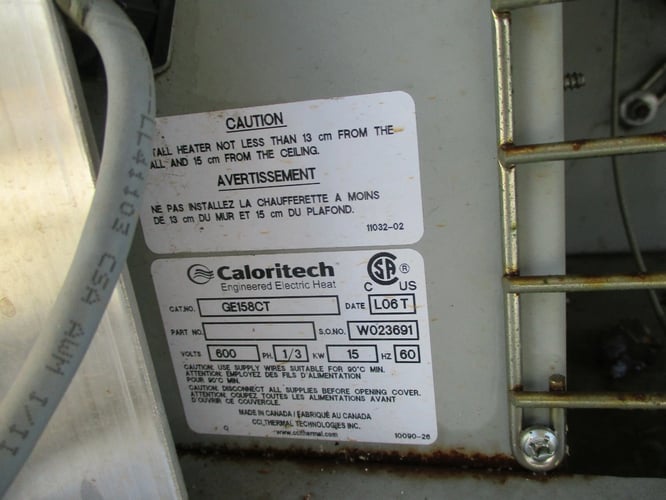 CAUTION
TALL HEATER NOT LESS THAN 13 cm FROM THE
ALL AND 15 cm FROM THE CEILING.
AVERTISSEMENT
NE PAS INSTALLEZ LA CHAUFFERETTE A MOINS
DE 13 cm DU MUR ET 15 cm DU PLAFOND.
11032-02
Caloritech™
Engineered Electric Heat
C US ®
CAT.NO. GE158CT DATE L06T
PART NO. S.O.NO. W023691
VOLTS 600 PH. 1/3 KW 15 HZ 60
CAUTION: USE SUPPLY WIRES SUITABLE FOR 90°C MIN.
ATTENTION: EMPLOYEZ DES FILS D'ALIMENTATION
POUR 90°C MIN.
CAUTION: DISCONNECT ALL SUPPLIES BEFORE OPENING COVER.
ATTENTION: COUPEZ TOUTES LES ALIMENTATIONS AVANT
D'OUVRIR CE COUVERCLE.
MADE IN CANADA / FABRIQUÉ AU CANADA
CCI THERMAL TECHNOLOGIES INC.
www.ccithermal.com
10090-26
LL41103 CSA AWM I/II